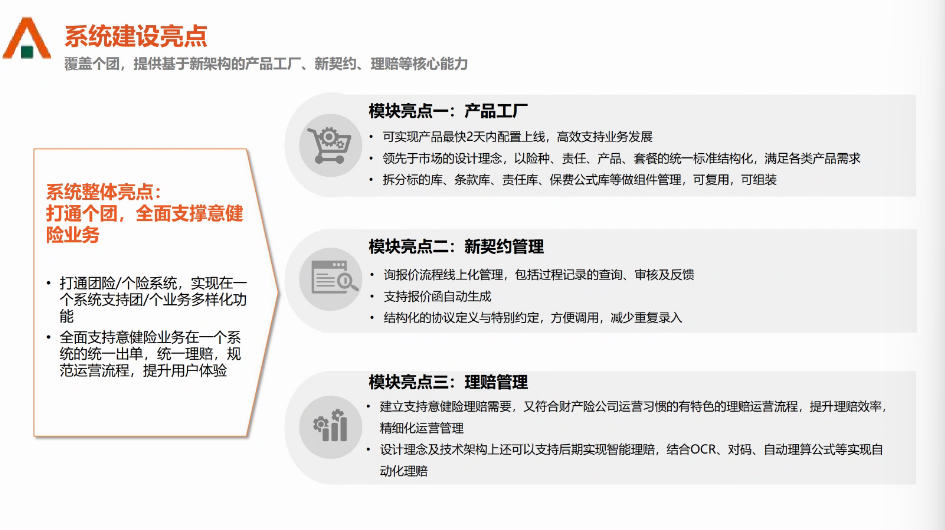 系统建设亮点
覆盖个团，提供基于新架构的产品工厂、新契约、理赔等核心能力
系统整体亮点：
打通个团，全面支撑意健
险业务
• 打通团险/个险系统，实现在一
个系统支持团/个业务多样化功
能
• 全面支持意健险业务在一个系
统的统一出单，统一理赔，规
范运营流程，提升用户体验
模块亮点一：产品工厂
• 可实现产品最快2天内配置上线，高效支持业务发展
• 领先于市场的设计理念，以险种、责任、产品、套餐的统一标准结构化，满足各类产品需求
• 拆分标的库、条款库、责任库、保费公式库等做组件管理，可复用，可组装
模块亮点二：新契约管理
• 询报价流程线上化管理，包括过程记录的查询、审核及反馈
• 支持报价函自动生成
• 结构化的协议定义与特别约定，方便调用，减少重复录入
模块亮点三：理赔管理
• 建立支持意健险理赔需要，又符合财产险公司运营习惯的有特色的理赔运营流程，提升理赔效率，
精细化运营管理
• 设计理念及技术架构上还可以支持后期实现智能理赔，结合OCR、对码、自动理算公式等实现自
动化理赔